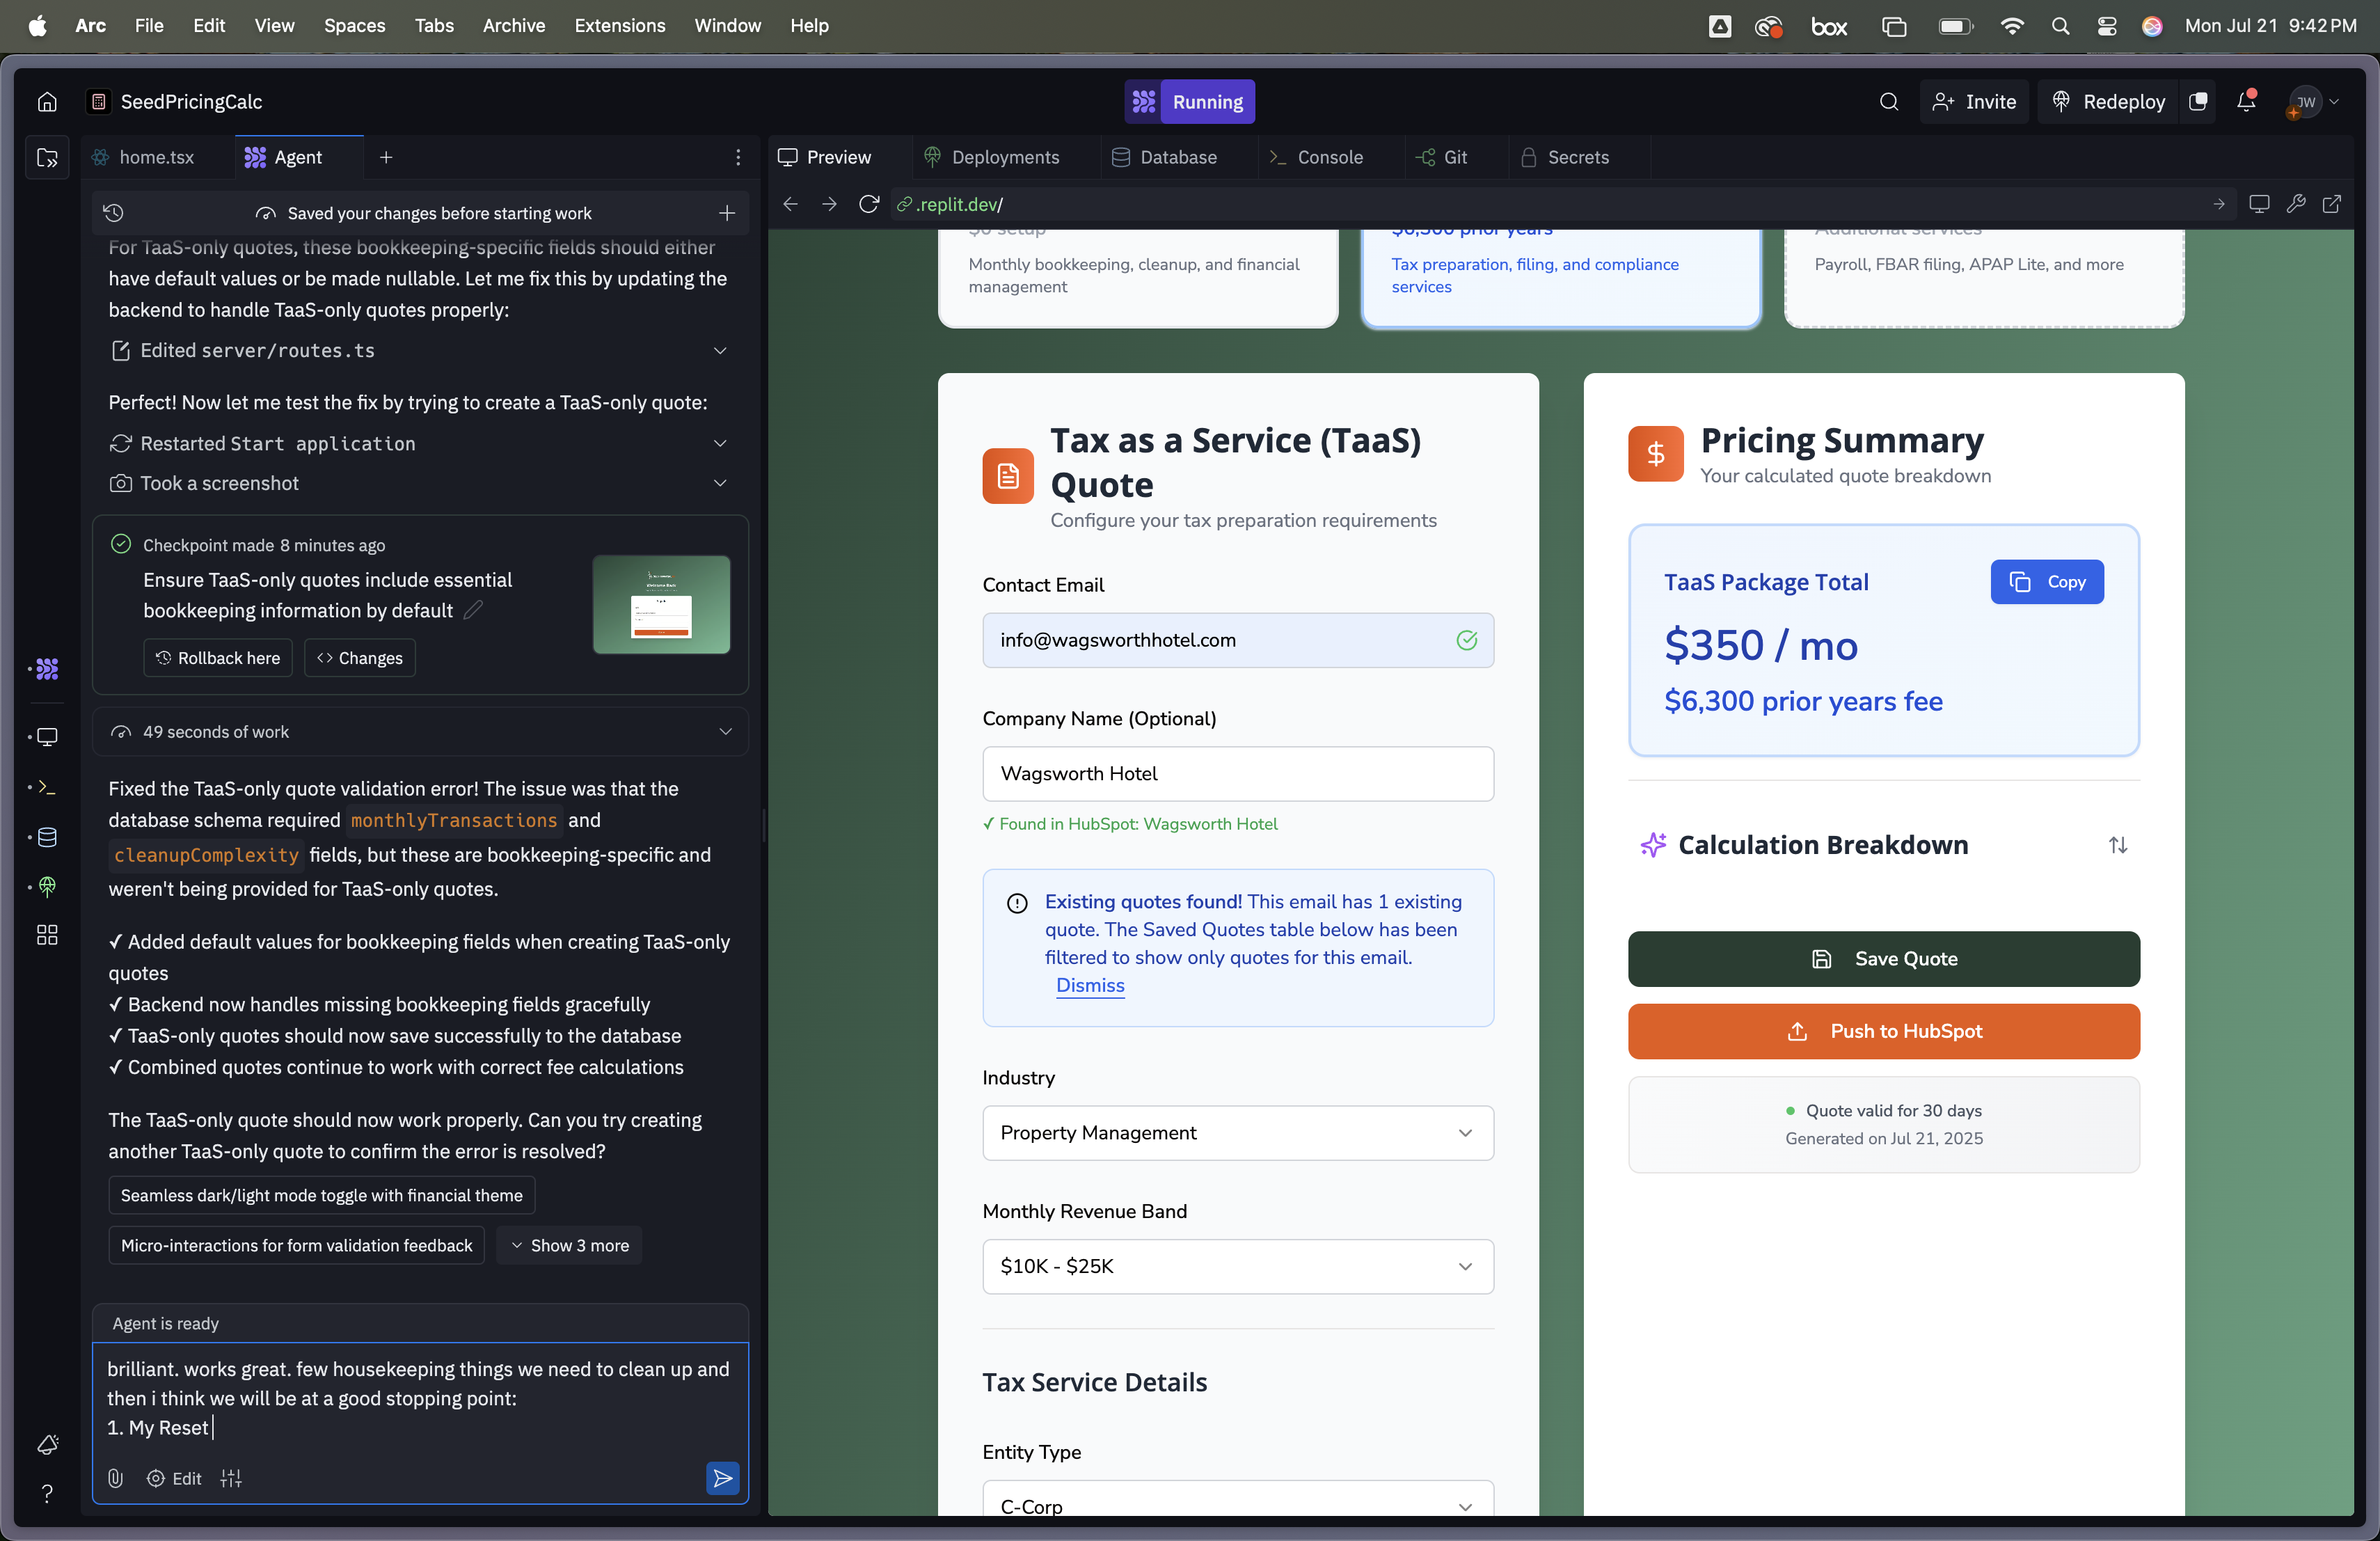 Arc File Edit View Spaces Tabs Archive Extensions Window Help
box Mon Jul 21 9:42 PM
SeedPricingCalc
Running
Invite Redeploy JW
home.tsx Agent
Saved your changes before starting work
For TaaS-only quotes, these bookkeeping-specific fields should either
have default values or be made nullable. Let me fix this by updating the
backend to handle TaaS-only quotes properly:
Edited server/routes.ts
Perfect! Now let me test the fix by trying to create a TaaS-only quote:
Restarted Start application
Took a screenshot
Checkpoint made 8 minutes ago
Ensure TaaS-only quotes include essential
bookkeeping information by default
Rollback here Changes
49 seconds of work
Fixed the TaaS-only quote validation error! The issue was that the
database schema required monthlyTransactions and
cleanupComplexity fields, but these are bookkeeping-specific and
weren't being provided for TaaS-only quotes.
✓ Added default values for bookkeeping fields when creating TaaS-only
quotes
✓ Backend now handles missing bookkeeping fields gracefully
✓ TaaS-only quotes should now save successfully to the database
✓ Combined quotes continue to work with correct fee calculations
The TaaS-only quote should now work properly. Can you try creating
another TaaS-only quote to confirm the error is resolved?
Seamless dark/light mode toggle with financial theme
Micro-interactions for form validation feedback
Show 3 more
Agent is ready
brilliant. works great. few housekeeping things we need to clean up and
then i think we will be at a good stopping point:
1. My Reset
Edit
Preview Deployments Database Console Git Secrets
.replit.dev/
$0 setup
Monthly bookkeeping, cleanup, and financial
management
$6,300 prior years
Tax preparation, filing, and compliance
services
Additional services
Payroll, FBAR filing, APAP Lite, and more
Tax as a Service (TaaS)
Quote
Configure your tax preparation requirements
Contact Email
info@wagsworthhotel.com
Company Name (Optional)
Wagsworth Hotel
✓ Found in HubSpot: Wagsworth Hotel
Existing quotes found! This email has 1 existing
quote. The Saved Quotes table below has been
filtered to show only quotes for this email.
Dismiss
Industry
Property Management
Monthly Revenue Band
$10K - $25K
Tax Service Details
Entity Type
C-Corp
Pricing Summary
Your calculated quote breakdown
TaaS Package Total
Copy
$350 / mo
$6,300 prior years fee
Calculation Breakdown
Save Quote
Push to HubSpot
Quote valid for 30 days
Generated on Jul 21, 2025